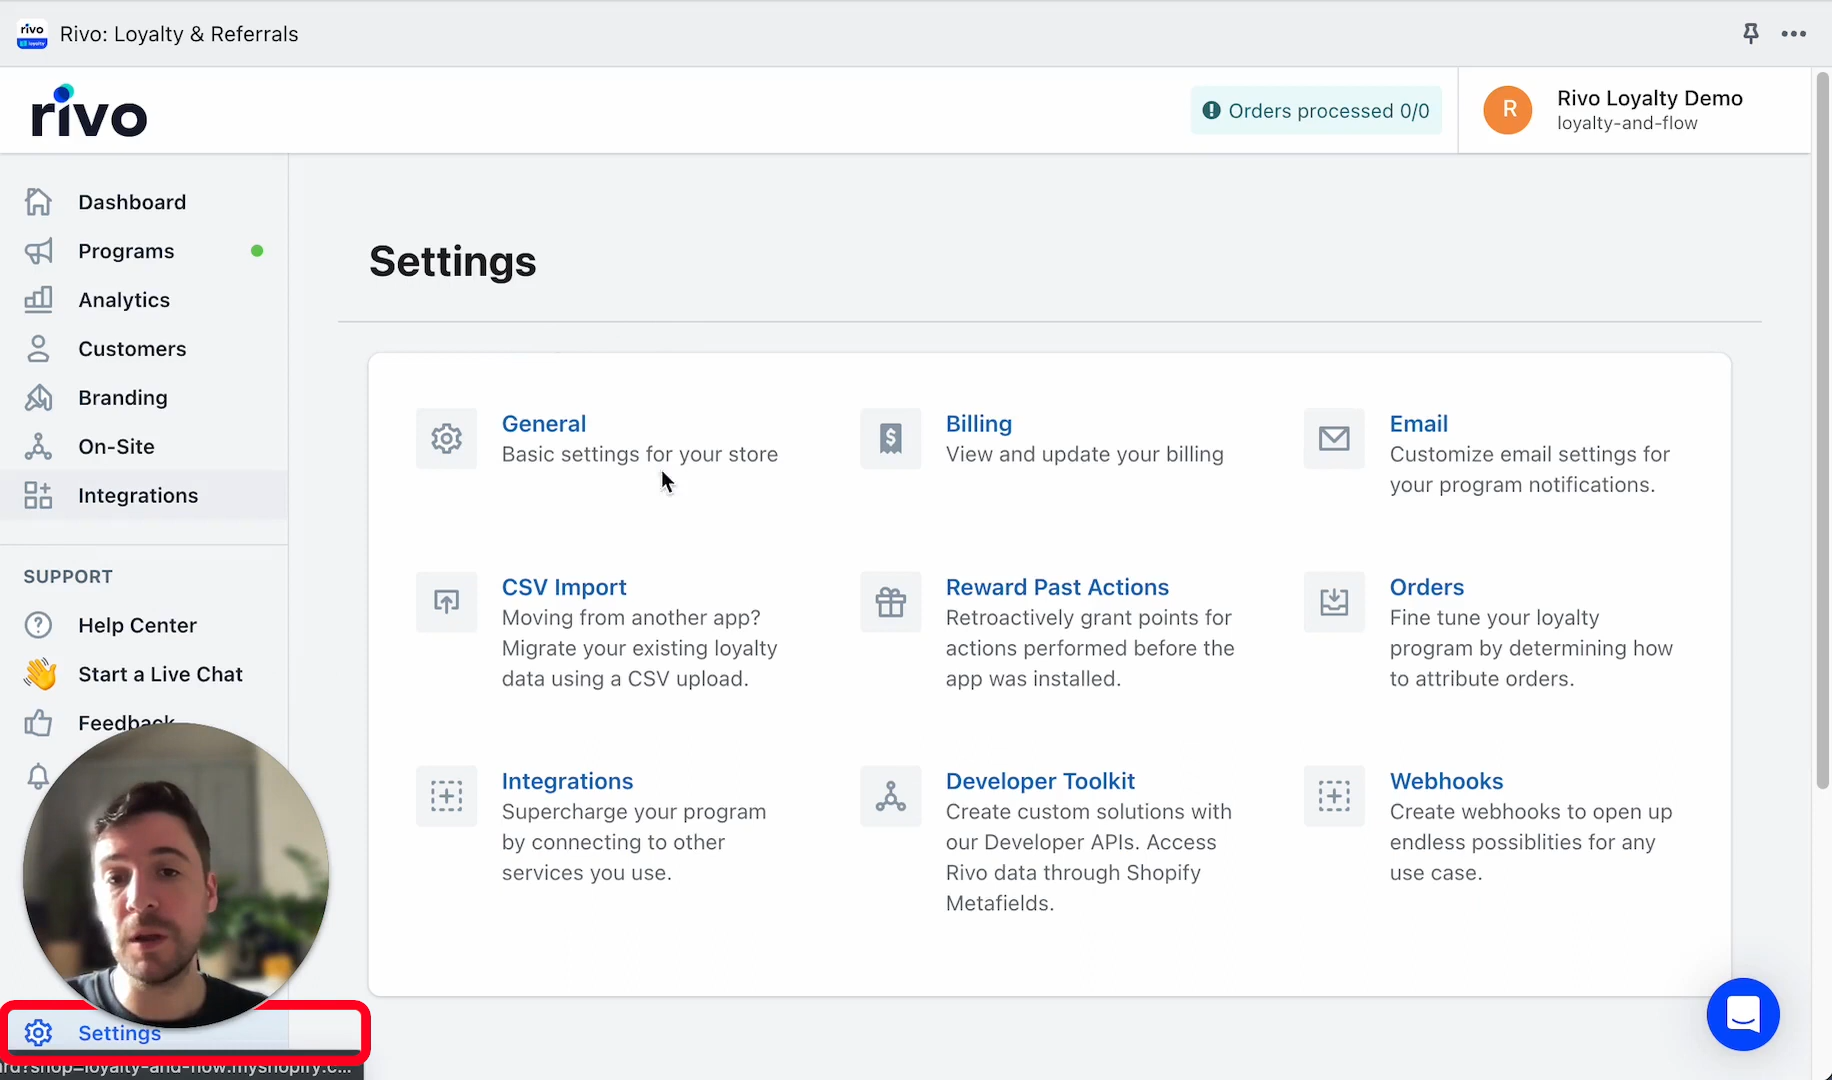 rivo
loyalty
Rivo: Loyalty & Referrals
rivo
Orders processed 0/0
R
Rivo Loyalty Demo
loyalty-and-flow
Dashboard
Programs
Analytics
Customers
Branding
On-Site
Integrations
SUPPORT
Help Center
Start a Live Chat
Feedback
Settings
Settings
General
Basic settings for your store
Billing
View and update your billing
Email
Customize email settings for
your program notifications.
CSV Import
Moving from another app?
Migrate your existing loyalty
data using a CSV upload.
Reward Past Actions
Retroactively grant points for
actions performed before the
app was installed.
Orders
Fine tune your loyalty
program by determining how
to attribute orders.
Integrations
Supercharge your program
by connecting to other
services you use.
Developer Toolkit
Create custom solutions with
our Developer APIs. Access
Rivo data through Shopify
Metafields.
Webhooks
Create webhooks to open up
endless possiblities for any
use case.